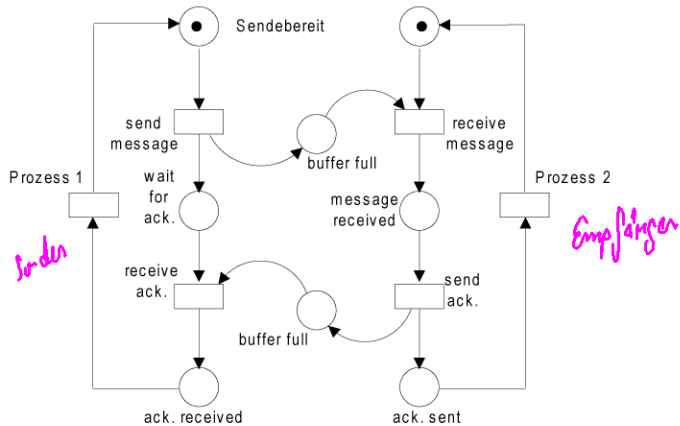 Sendebereit
send
message
receive
message
buffer full
Prozess 1
wait
for
ack.
message
received
Prozess 2
Sender
Empfänger
receive
ack.
send
ack.
buffer full
ack. received
ack. sent